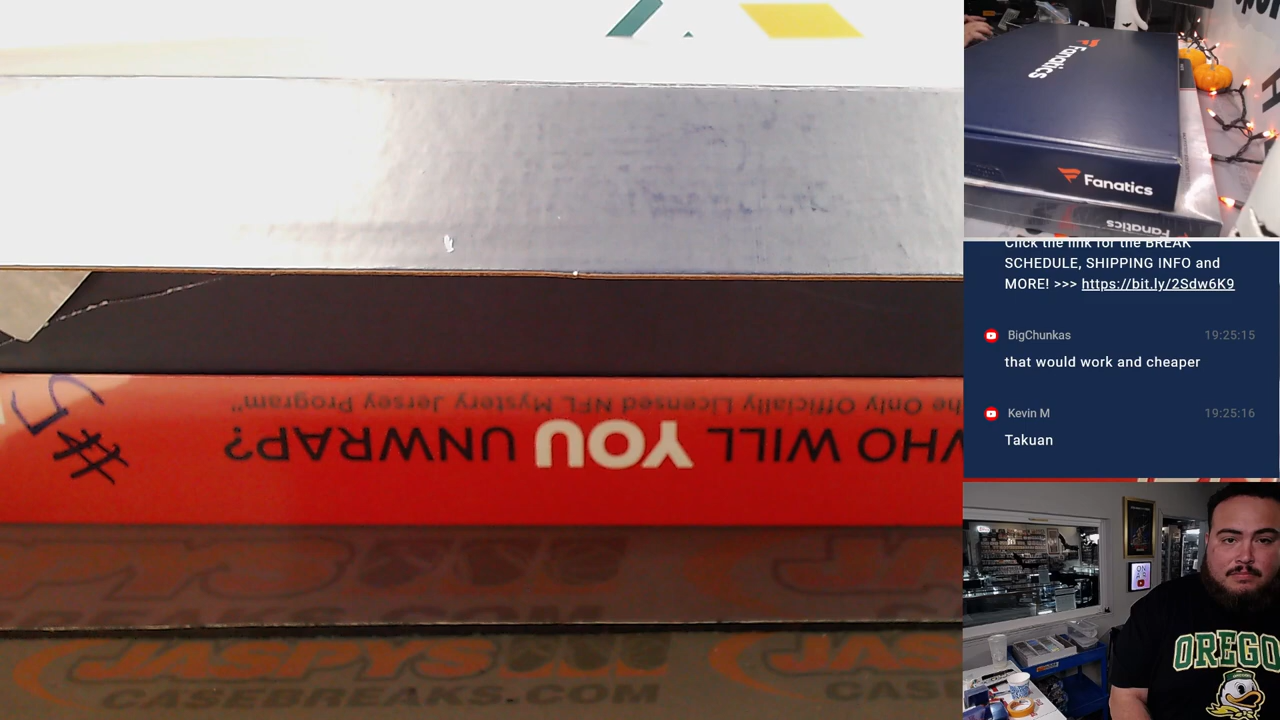 #5
The Only Officially Licensed NFL Mystery Jersey Program"
WHO WILL YOU UNWRAP?
JASPYS
CASEBREAKS.COM
Fanatics
Fanatics
Fanatics
Click the link for the BREAK
SCHEDULE, SHIPPING INFO and
MORE! >>> https://bit.ly/2Sdw6K9
BigChunkas 19:25:15
that would work and cheaper
Kevin M 19:25:16
Takuan
OREGO